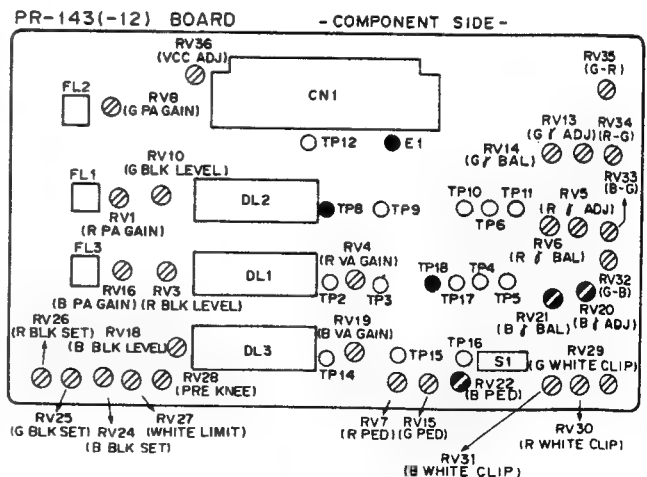 PR-143(-12) BOARD
-COMPONENT SIDE-
RV36
(VCC ADJ)
RV35
(G-R)
FL2
RV8
(G PA GAIN)
CN1
RV13
(G γ ADJ)
RV34
(R-G)
TP12
E1
RV14
(G γ BAL)
RV10
(G BLK LEVEL)
RV33
(B-G)
FL1
DL2
TP8
TP9
TP10
TP11
TP6
RV5
(R γ ADJ)
RV1
(R PA GAIN)
RV4
(R VA GAIN)
RV6
(R γ BAL)
FL3
DL1
TP18
TP4
RV16
(B PA GAIN)
RV3
(R BLK LEVEL)
TP2
TP3
TP17
TP5
RV32
(G-B)
RV26
(R BLK SET)
RV18
(B BLK LEVEL)
RV19
(B VA GAIN)
RV21
(B γ BAL)
RV20
(B γ ADJ)
DL3
TP14
TP15
TP16
S1
RV29
(G WHITE CLIP)
RV28
(PRE KNEE)
RV22
(B PED)
RV25
(G BLK SET)
RV24
(B BLK SET)
RV27
(WHITE LIMIT)
RV7
(R PED)
RV15
(G PED)
RV30
(R WHITE CLIP)
RV31
(B WHITE CLIP)